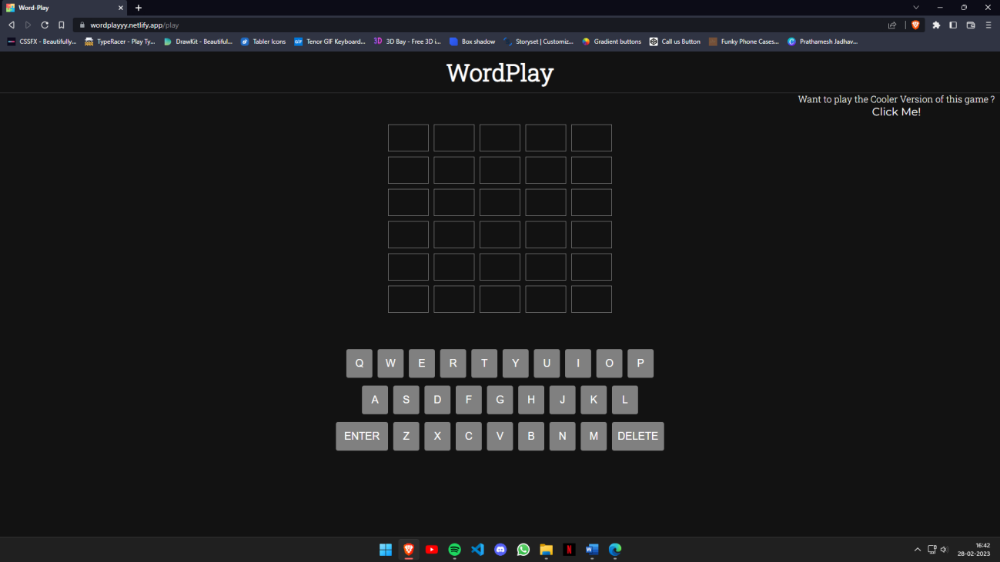 Word-Play
wordplayyy.netlify.app/play
CSSFX - Beautifully... TypeRacer - Play Ty... DrawKit - Beautiful... Tabler Icons GIF Tenor GIF Keyboard... 3D 3D Bay - Free 3D i... Box shadow Storyset | Customiz... Gradient buttons Call us Button Funky Phone Cases... Prathamesh Jadhav...
WordPlay
Want to play the Cooler Version of this game ?
Click Me!
Q W E R T Y U I O P
A S D F G H J K L
ENTER Z X C V B N M DELETE
16:42
28-02-2023